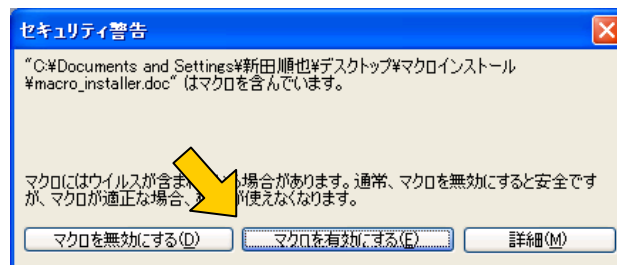 セキュリティ警告
"C:¥Documents and Settings¥新田順也¥デスクトップ¥マクロインストール
¥macro_installer.doc" はマクロを含んでいます。
マクロにはウイルスが含ま 場合があります。通常、マクロを無効にすると安全です
が、マクロが適正な場合、 が使えなくなります。
マクロを無効にする(D) マクロを有効にする(E) 詳細(M)